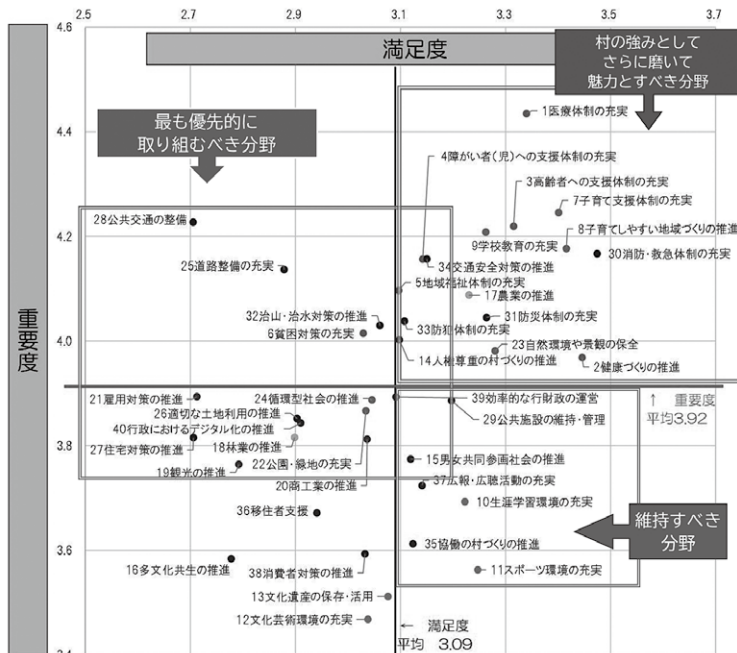 2.5 2.7 2.9 3.1 3.3 3.5 3.7
満足度
重要度
4.6
4.4
4.2
4.0
3.8
3.6
3.4
村の強みとして
さらに磨いて
魅力とすべき分野
最も優先的に
取り組むべき分野
1医療体制の充実
4障がい者(児)への支援体制の充実
3高齢者への支援体制の充実
7子育て支援体制の充実
8子育てしやすい地域づくりの推進
28公共交通の整備
9学校教育の充実
30消防・救急体制の充実
25道路整備の充実
34交通安全対策の推進
5地域福祉体制の充実
17農業の推進
32治山・治水対策の推進
31防災体制の充実
6貧困対策の充実
33防犯体制の充実
23自然環境や景観の保全
14人権尊重の村づくりの推進
2健康づくりの推進
21雇用対策の推進
24循環型社会の推進
39効率的な行財政の運営
↑ 重要度
平均3.92
26適切な土地利用の推進
29公共施設の維持・管理
40行政におけるデジタル化の推進
27住宅対策の推進
18林業の推進
22公園・緑地の充実
15男女共同参画社会の推進
19観光の推進
20商工業の推進
37広報・広聴活動の充実
10生涯学習環境の充実
36移住者支援
維持すべき
分野
35協働の村づくりの推進
16多文化共生の推進
38消費者対策の推進
11スポーツ環境の充実
13文化遺産の保存・活用
12文化芸術環境の充実
← 満足度
平均 3.09